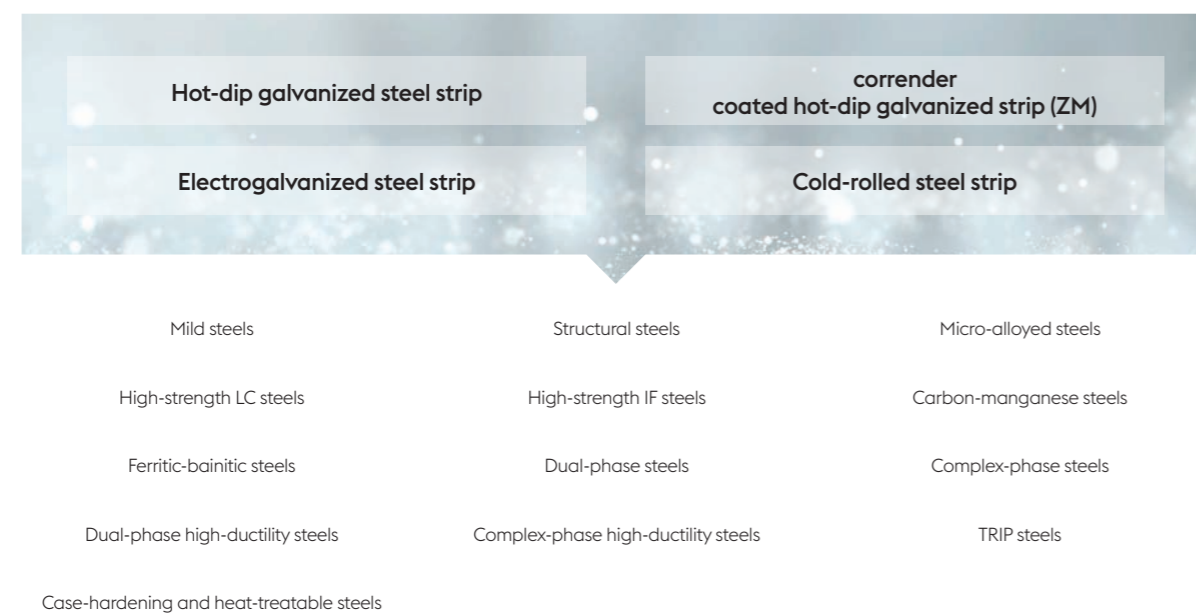 Hot-dip galvanized steel strip
corrender
coated hot-dip galvanized strip (ZM)
Electrogalvanized steel strip
Cold-rolled steel strip
Mild steels
Structural steels
Micro-alloyed steels
High-strength LC steels
High-strength IF steels
Carbon-manganese steels
Ferritic-bainitic steels
Dual-phase steels
Complex-phase steels
Dual-phase high-ductility steels
Complex-phase high-ductility steels
TRIP steels
Case-hardening and heat-treatable steels